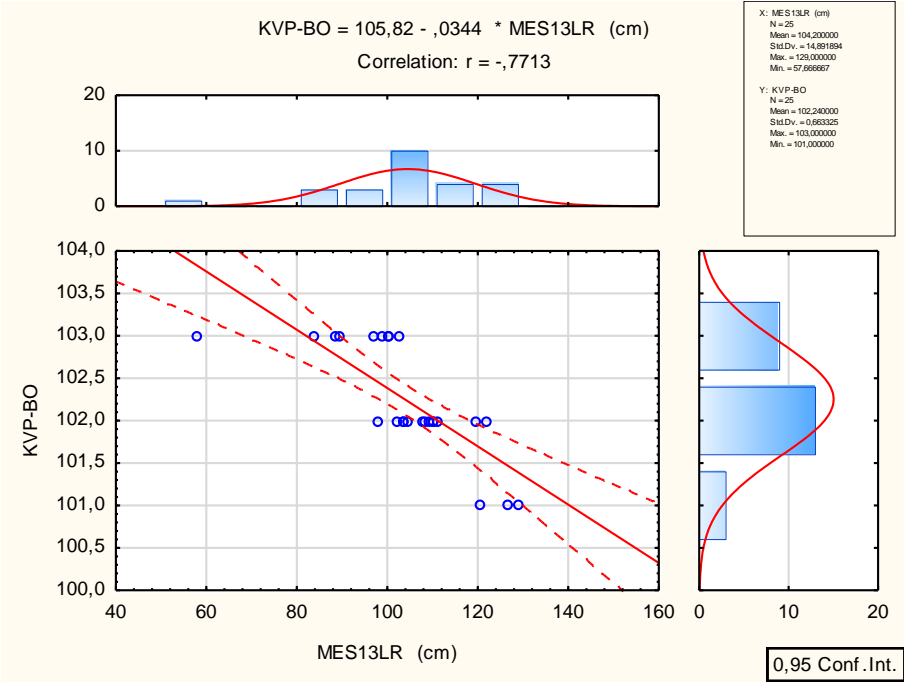 KVP-BO = 105,82 - ,0344 * MES13LR (cm)
Correlation: r = -,7713
X: MES13LR (cm)
N = 25
Mean = 104,200000
Std.Dv. = 14,891894
Max. = 129,000000
Min. = 57,666667
Y: KVP-BO
N = 25
Mean = 102,240000
Std.Dv. = 0,663325
Max. = 103,000000
Min. = 101,000000
20
10
0
104,0
103,5
103,0
102,5
102,0
101,5
101,0
100,5
100,0
KVP-BO
40 60 80 100 120 140 160
MES13LR (cm)
0 10 20
0,95 Conf.Int.